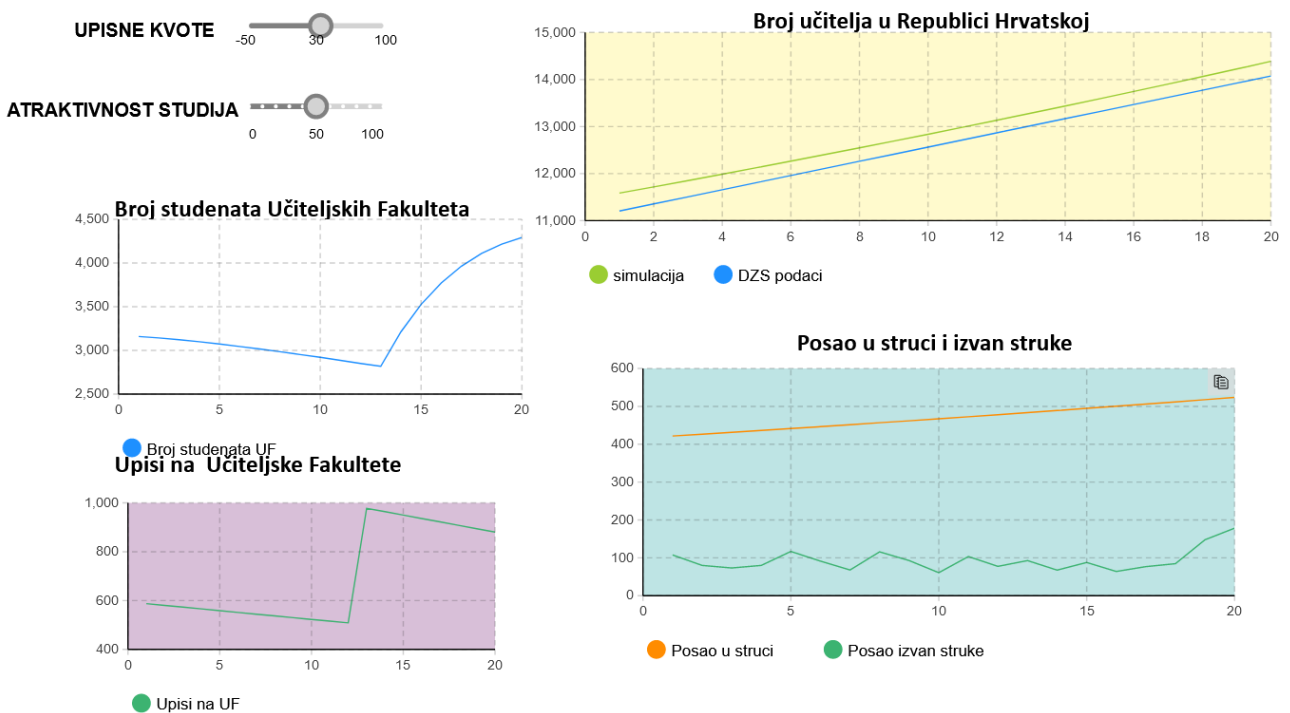 UPISNE KVOTE
-50 30 100
ATRAKTIVNOST STUDIJA
0 50 100
Broj učitelja u Republici Hrvatskoj
15,000
14,000
13,000
12,000
11,000
0 2 4 6 8 10 12 14 16 18 20
simulacija DZS podaci
Broj studenata Učiteljskih Fakulteta
4,500
4,000
3,500
3,000
2,500
0 5 10 15 20
Broj studenata UF
Upisi na Učiteljske Fakultete
1,000
800
600
400
0 5 10 15 20
Upisi na UF
Posao u struci i izvan struke
600
500
400
300
200
100
0
0 5 10 15 20
Posao u struci Posao izvan struke